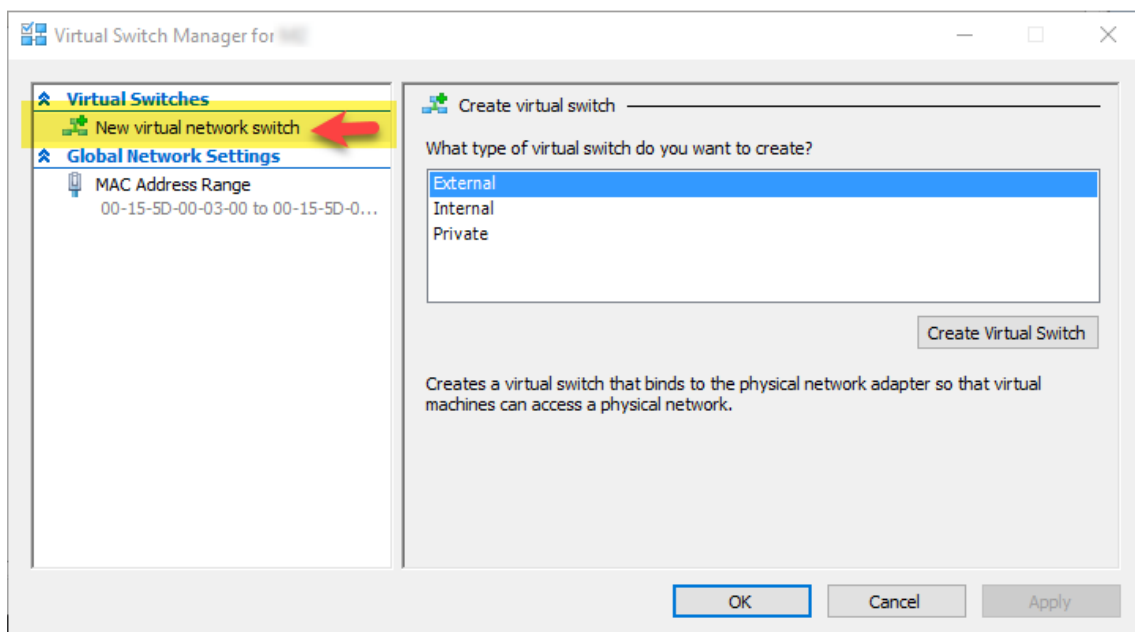 Virtual Switch Manager for
Virtual Switches
New virtual network switch
Global Network Settings
MAC Address Range
00-15-5D-00-03-00 to 00-15-5D-0...
Create virtual switch
What type of virtual switch do you want to create?
External
Internal
Private
Create Virtual Switch
Creates a virtual switch that binds to the physical network adapter so that virtual
machines can access a physical network.
OK
Cancel
Apply